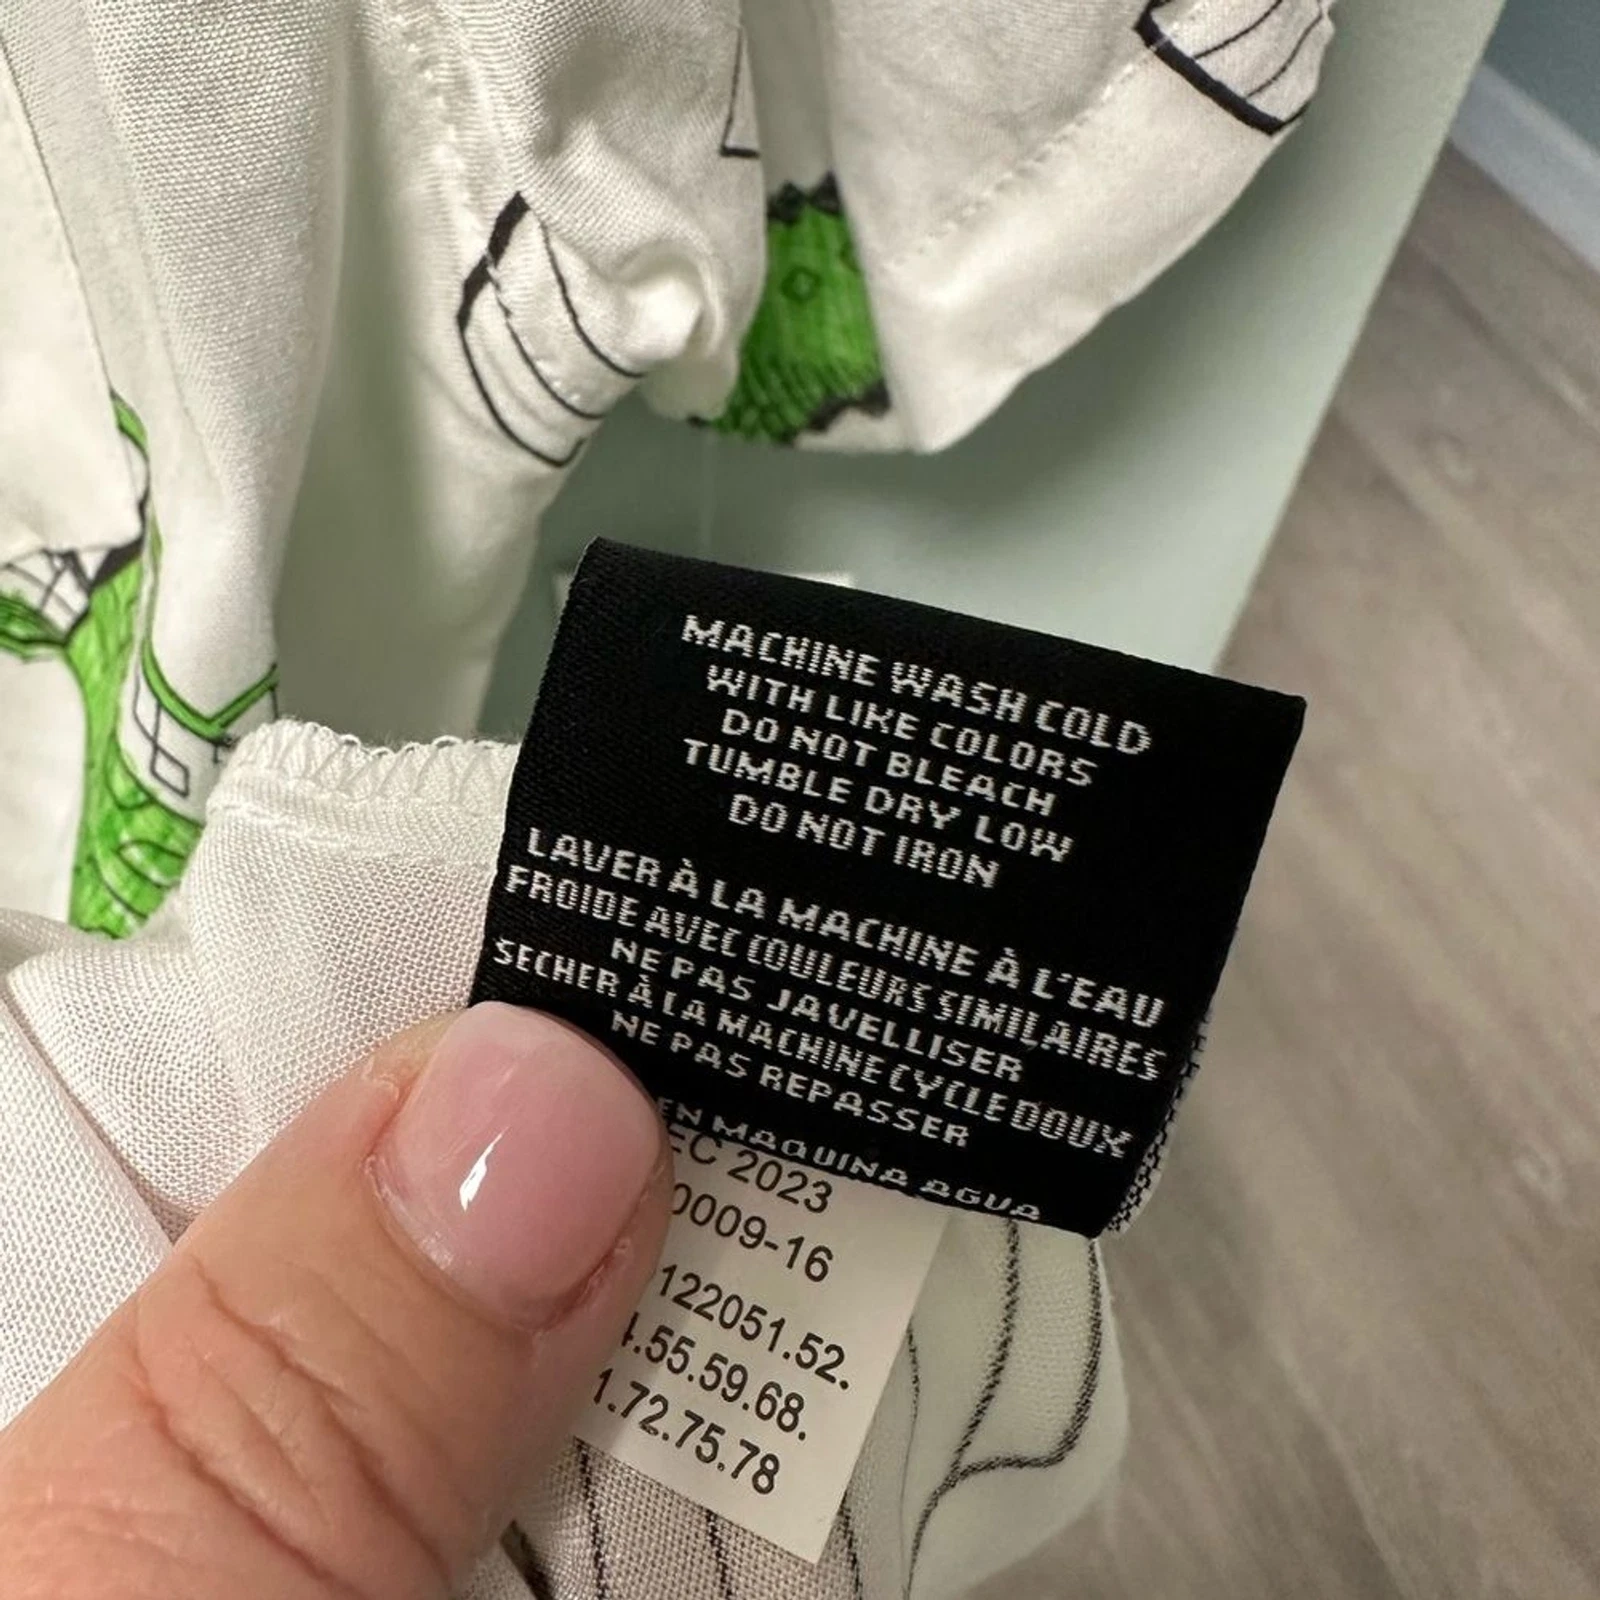 MACHINE WASH COLD
WITH LIKE COLORS
DO NOT BLEACH
TUMBLE DRY LOW
DO NOT IRON
LAVER À LA MACHINE À L'EAU
FROIDE AVEC COULEURS SIMILAIRES
NE PAS JAVELLISER
SECHER À LA MACHINE CYCLE DOUX
NE PAS REPASSER
EN MAQUINA AGUA
EC 2023
0009-16
122051.52.
.55.59.68.
1.72.75.78